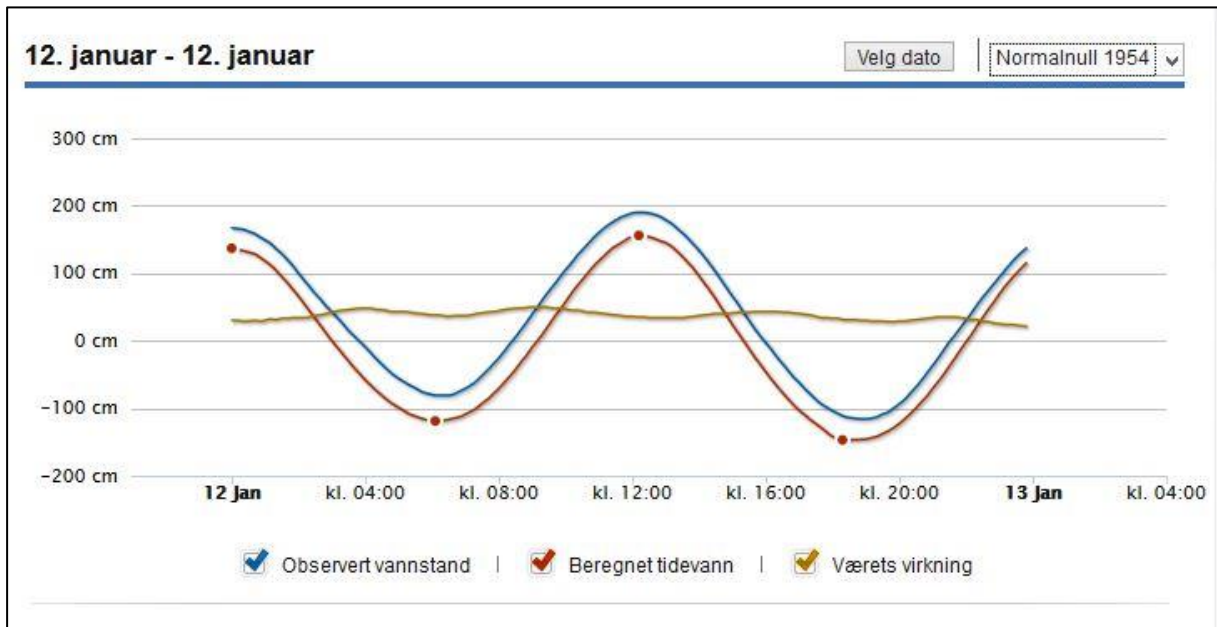 12. januar - 12. januar
Velg dato
Normalnull 1954
300 cm
200 cm
100 cm
0 cm
-100 cm
-200 cm
12 Jan kl. 04:00 kl. 08:00 kl. 12:00 kl. 16:00 kl. 20:00 13 Jan kl. 04:00
Observert vannstand | Beregnet tidevann | Værets virkning